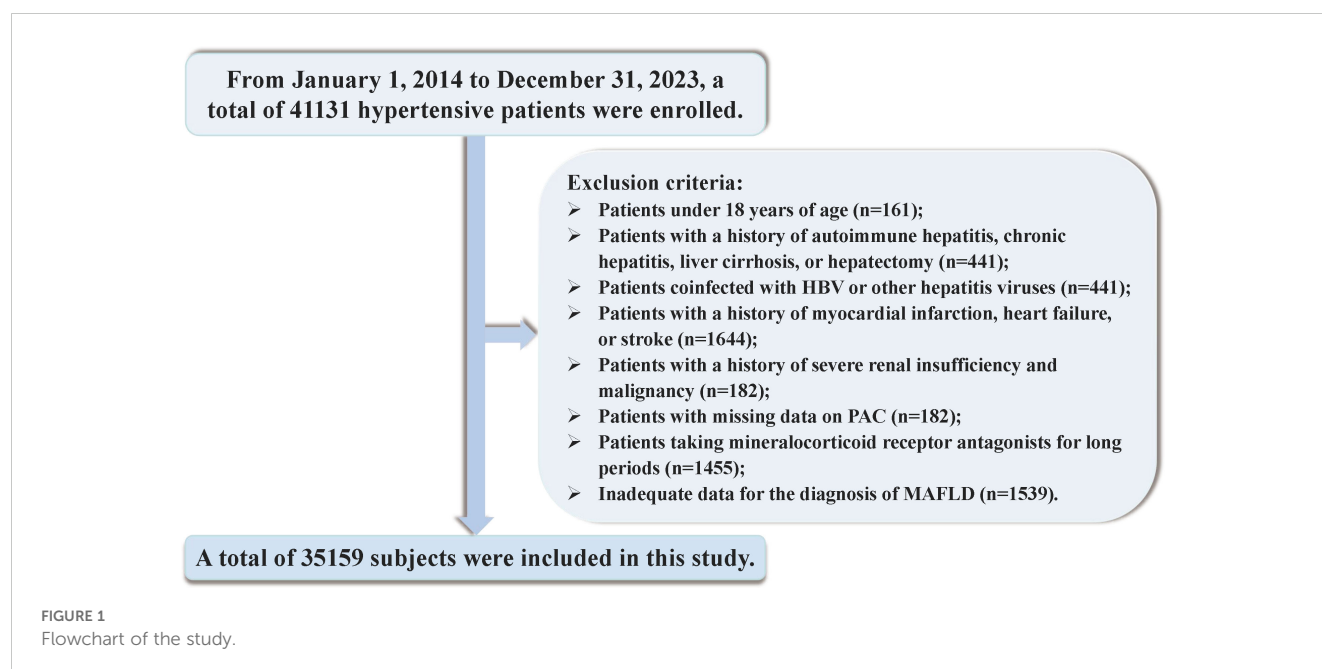 From January 1, 2014 to December 31, 2023, a
total of 41131 hypertensive patients were enrolled.
Exclusion criteria:
➤ Patients under 18 years of age (n=161);
➤ Patients with a history of autoimmune hepatitis, chronic
hepatitis, liver cirrhosis, or hepatectomy (n=441);
➤ Patients coinfected with HBV or other hepatitis viruses (n=441);
➤ Patients with a history of myocardial infarction, heart failure,
or stroke (n=1644);
➤ Patients with a history of severe renal insufficiency and
malignancy (n=182);
➤ Patients with missing data on PAC (n=182);
➤ Patients taking mineralocorticoid receptor antagonists for long
periods (n=1455);
➤ Inadequate data for the diagnosis of MAFLD (n=1539).
A total of 35159 subjects were included in this study.
FIGURE 1
Flowchart of the study.